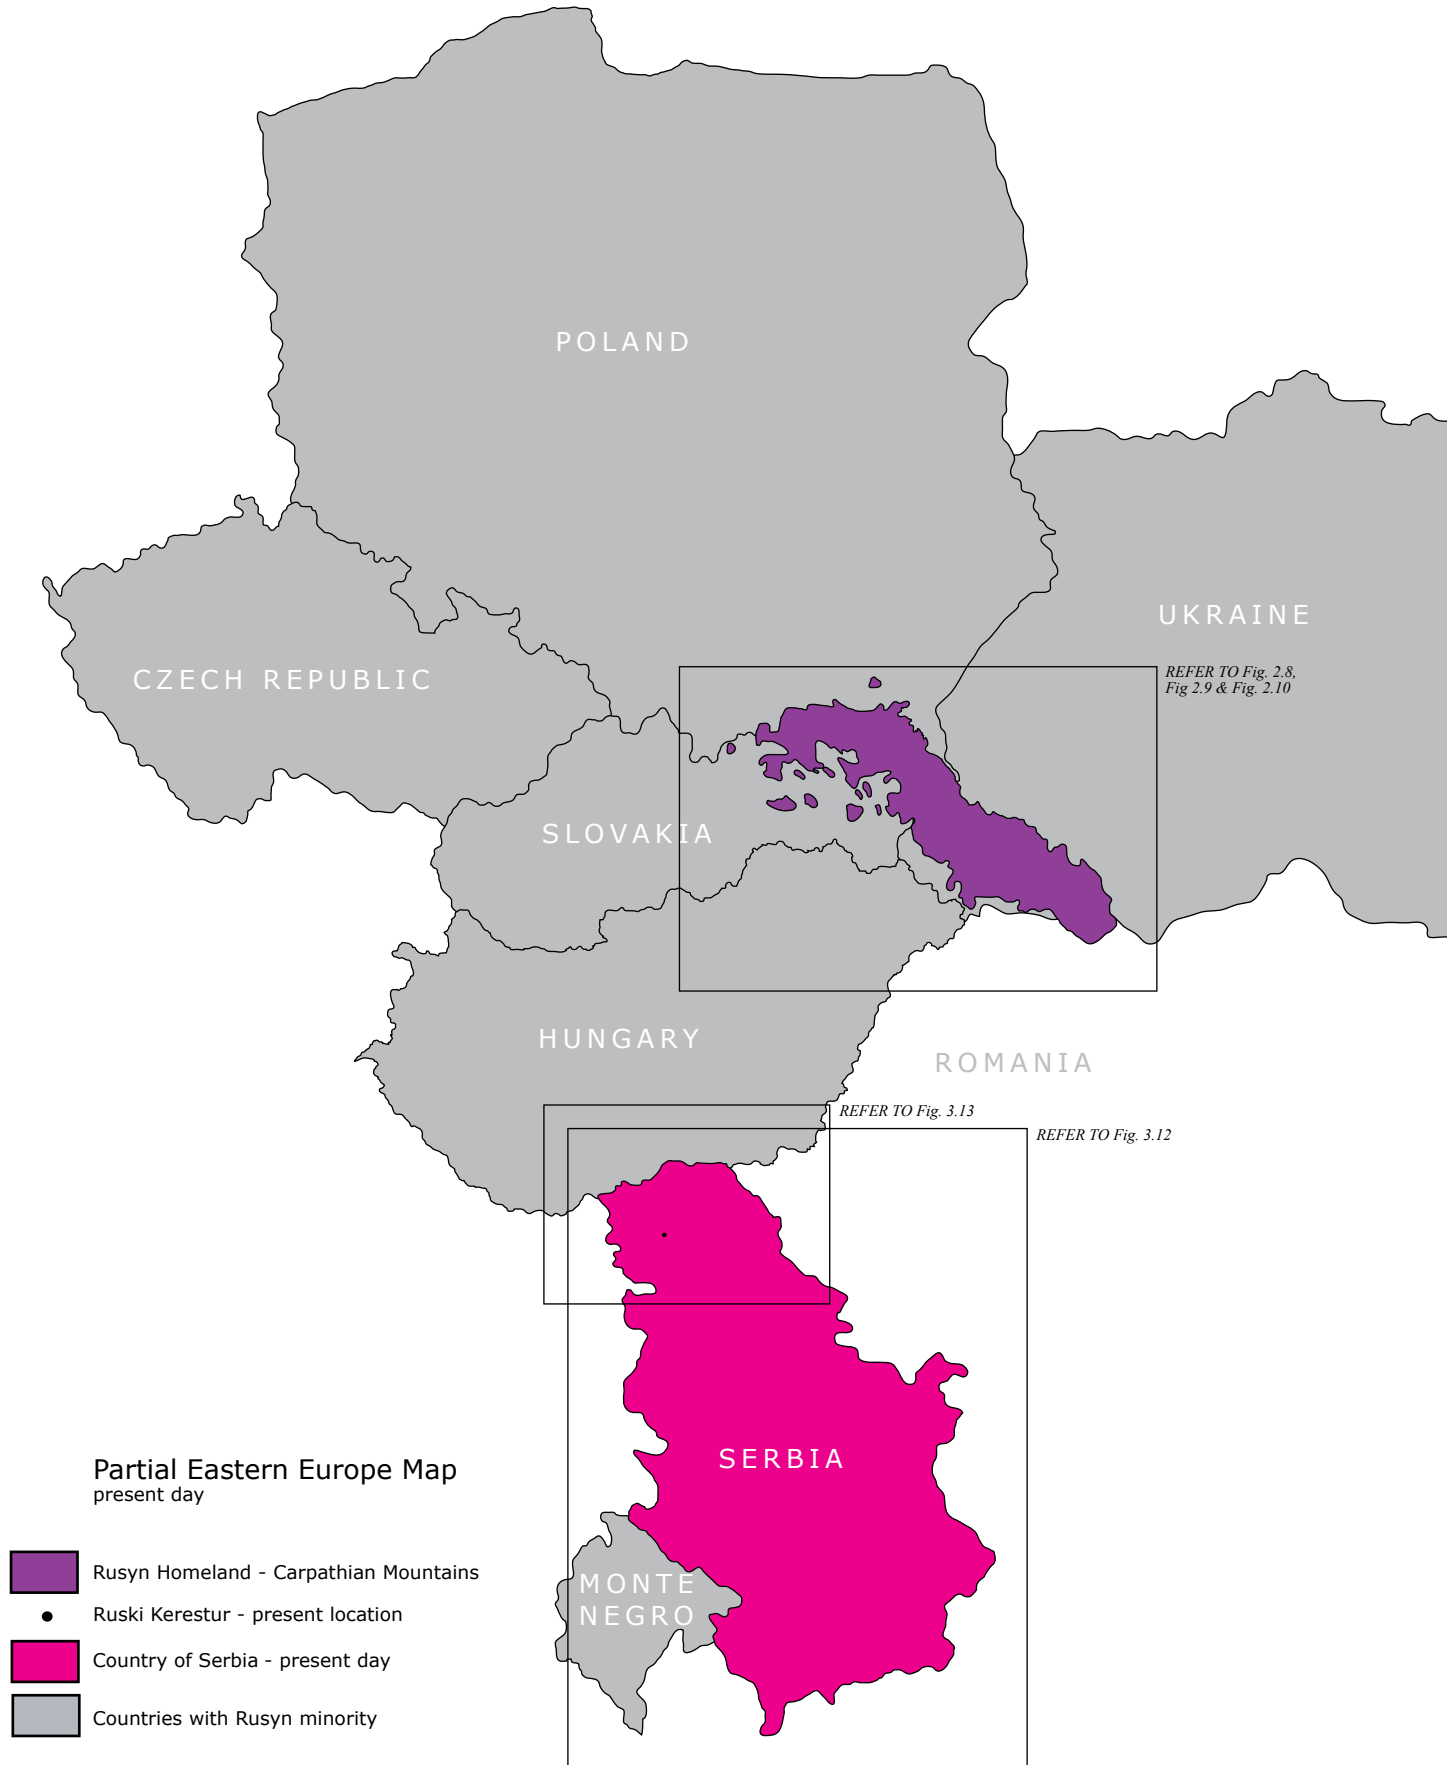 POLAND
UKRAINE
CZECH REPUBLIC
REFER TO Fig. 2.8,
Fig 2.9 & Fig. 2.10
SLOVAKIA
HUNGARY
ROMANIA
REFER TO Fig. 3.13
REFER TO Fig. 3.12
SERBIA
MONTE
NEGRO
Partial Eastern Europe Map
present day
Rusyn Homeland - Carpathian Mountains
Ruski Kerestur - present location
Country of Serbia - present day
Countries with Rusyn minority